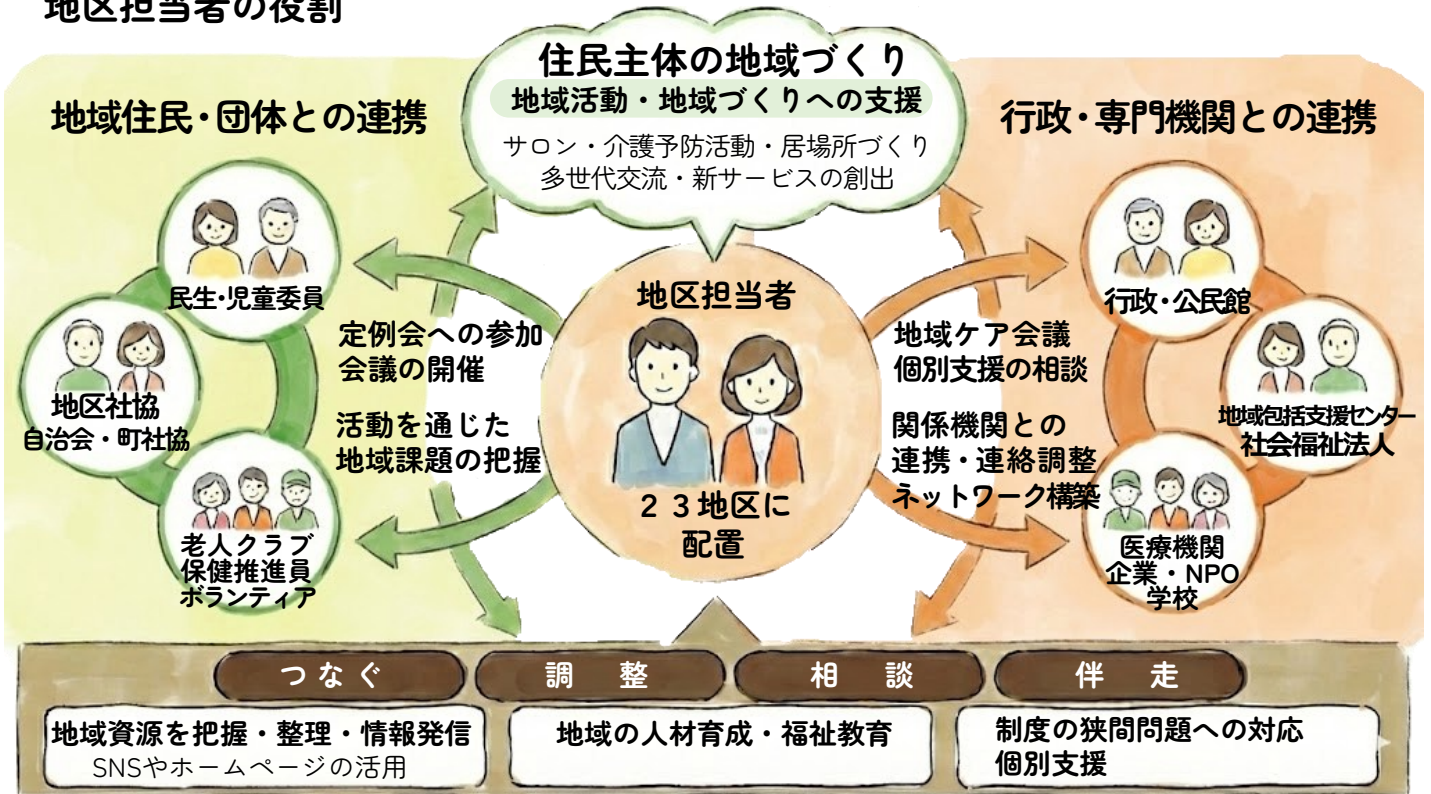 地区担当者の役割
住民主体の地域づくり
地域活動・地域づくりへの支援
サロン・介護予防活動・居場所づくり
多世代交流・新サービスの創出
地域住民・団体との連携
民生・児童委員
地区社協
自治会・町社協
老人クラブ
保健推進員
ボランティア
定例会への参加
会議の開催
活動を通じた
地域課題の把握
地区担当者
２３地区に
配置
行政・専門機関との連携
地域ケア会議
個別支援の相談
関係機関との
連携・連絡調整
ネットワーク構築
行政・公民館
地域包括支援センター
社会福祉法人
医療機関
企業・NPO
学校
つなぐ
調　整
相　談
伴　走
地域資源を把握・整理・情報発信
SNSやホームページの活用
地域の人材育成・福祉教育
制度の狭間問題への対応
個別支援